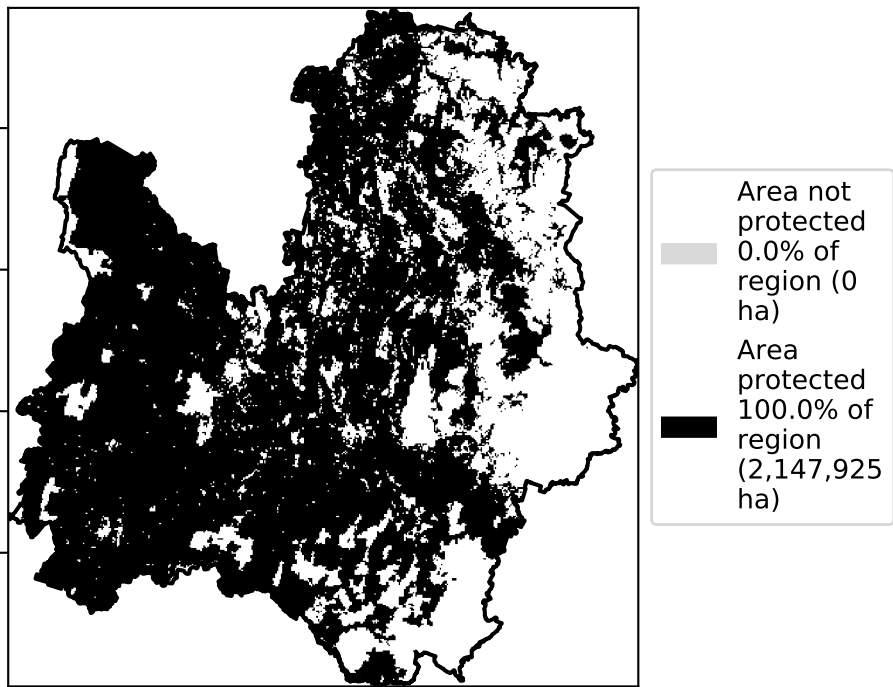 Area not
protected
0.0% of
region (0
ha)
Area
protected
100.0% of
region
(2,147,925
ha)